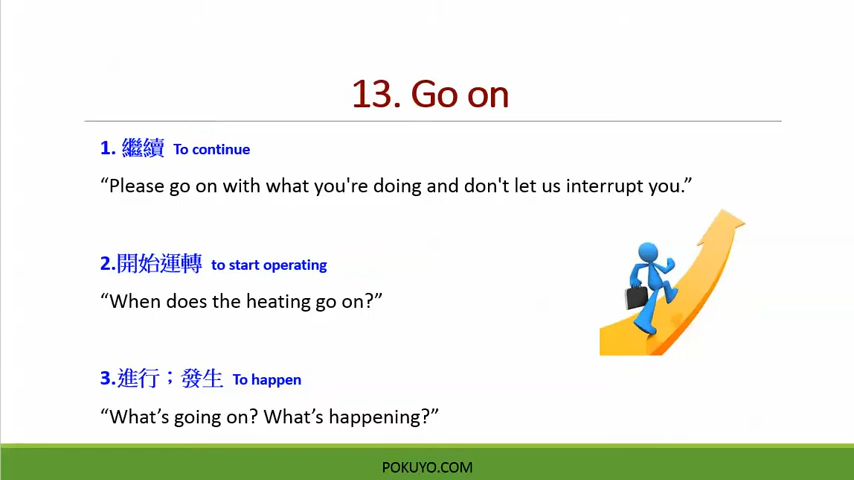 13. Go on
1. 繼續 To continue
“Please go on with what you're doing and don't let us interrupt you.”
2.開始運轉 to start operating
“When does the heating go on?”
3.進行；發生 To happen
“What’s going on? What’s happening?”
POKUYO.COM